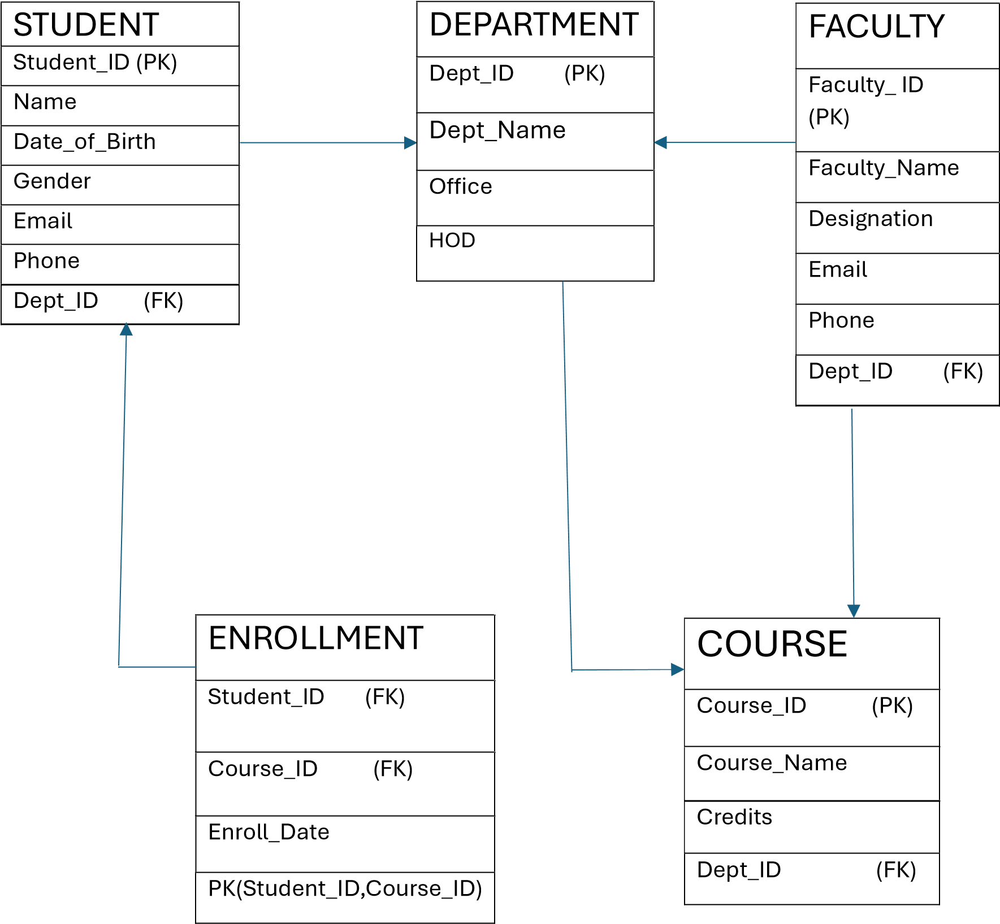 STUDENT
Student_ID (PK)
Name
Date_of_Birth
Gender
Email
Phone
Dept_ID (FK)
DEPARTMENT
Dept_ID (PK)
Dept_Name
Office
HOD
FACULTY
Faculty_ ID
(PK)
Faculty_Name
Designation
Email
Phone
Dept_ID (FK)
ENROLLMENT
Student_ID (FK)
Course_ID (FK)
Enroll_Date
PK(Student_ID,Course_ID)
COURSE
Course_ID (PK)
Course_Name
Credits
Dept_ID (FK)